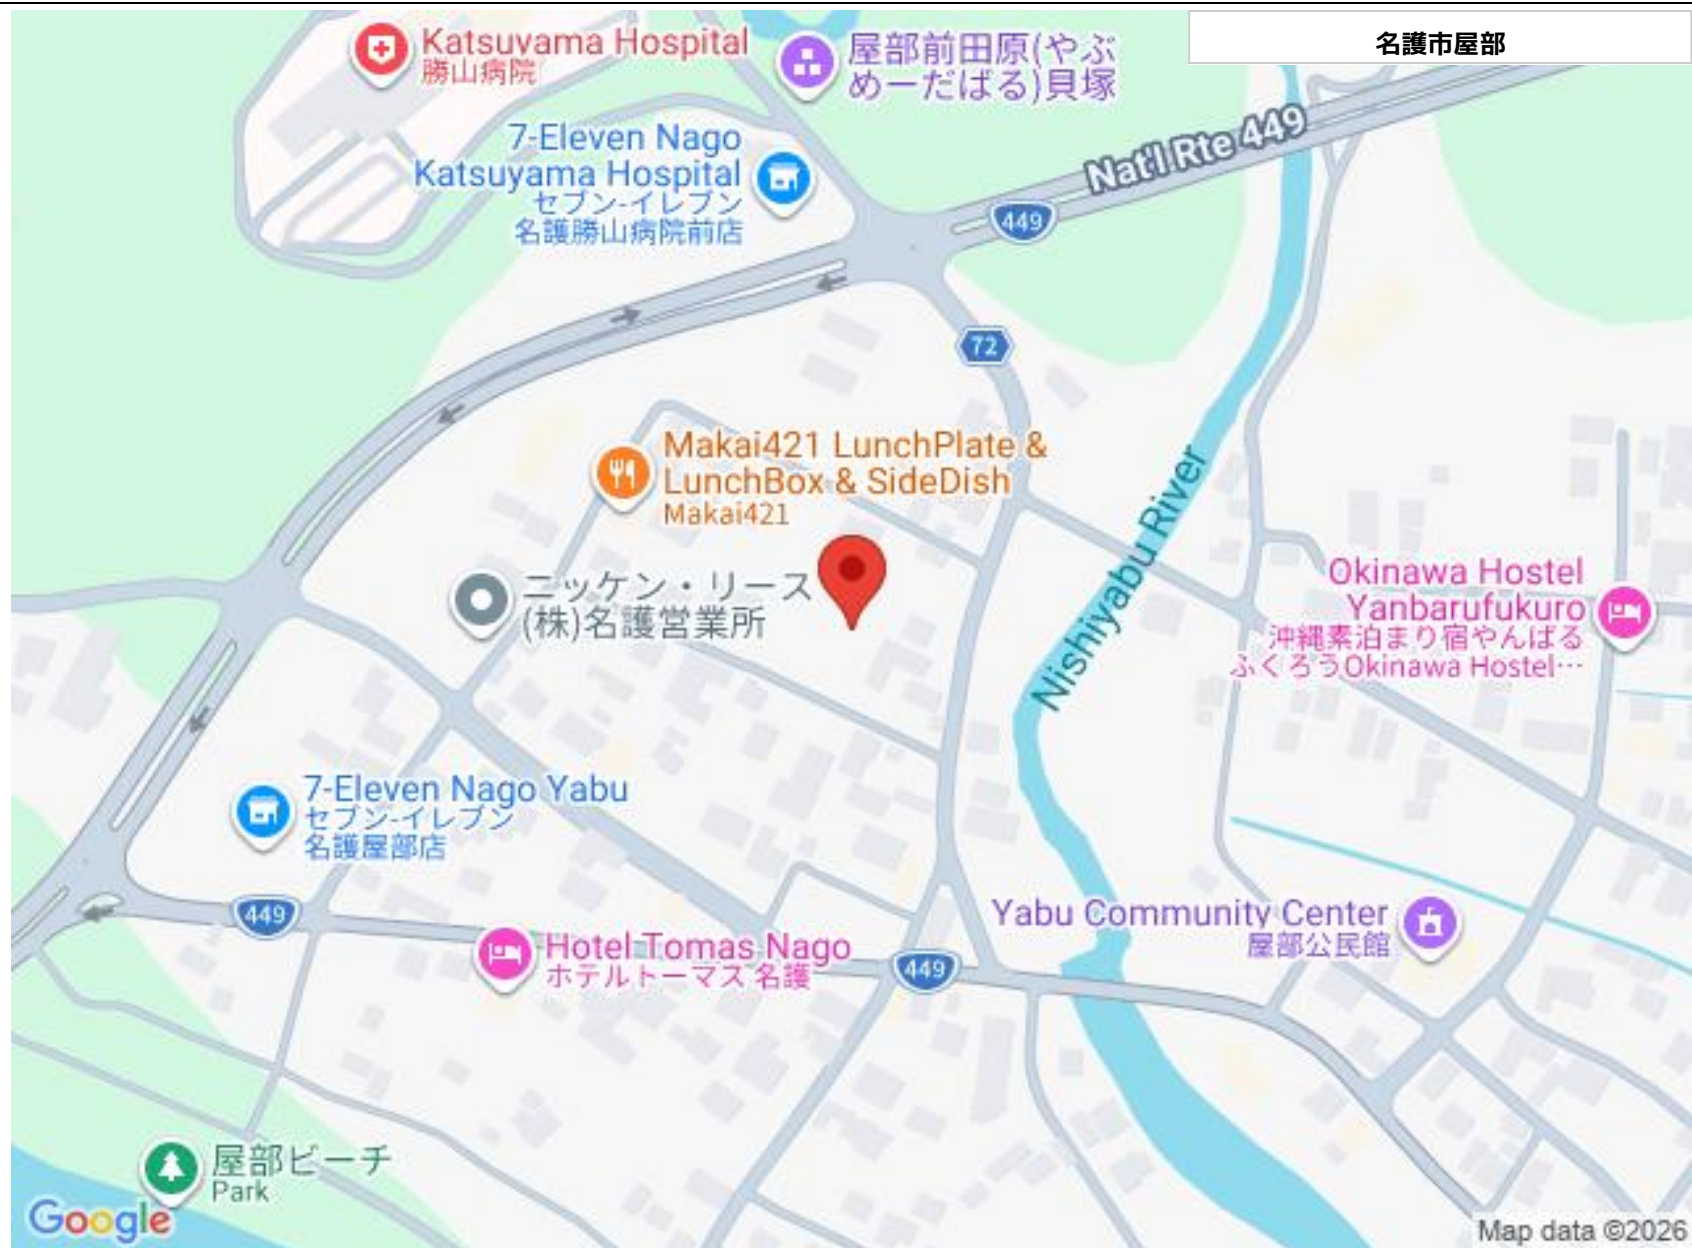 名護市屋部
Katsuyama Hospital
勝山病院
屋部前田原(やぶ
めーだばる)貝塚
7-Eleven Nago
Katsuyama Hospital
セブン-イレブン
名護勝山病院前店
Nat'l Rte 449
449
72
Makai421 LunchPlate &
LunchBox & SideDish
Makai421
ニッケン・リース
(株)名護営業所
Nishiyabu River
Okinawa Hostel
Yanbarufukuro
沖縄素泊まり宿やんばる
ふくろうOkinawa Hostel…
7-Eleven Nago Yabu
セブン-イレブン
名護屋部店
449
Yabu Community Center
屋部公民館
Hotel Tomas Nago
ホテルトーマス 名護
449
屋部ビーチ
Park
Google
Map data ©2026